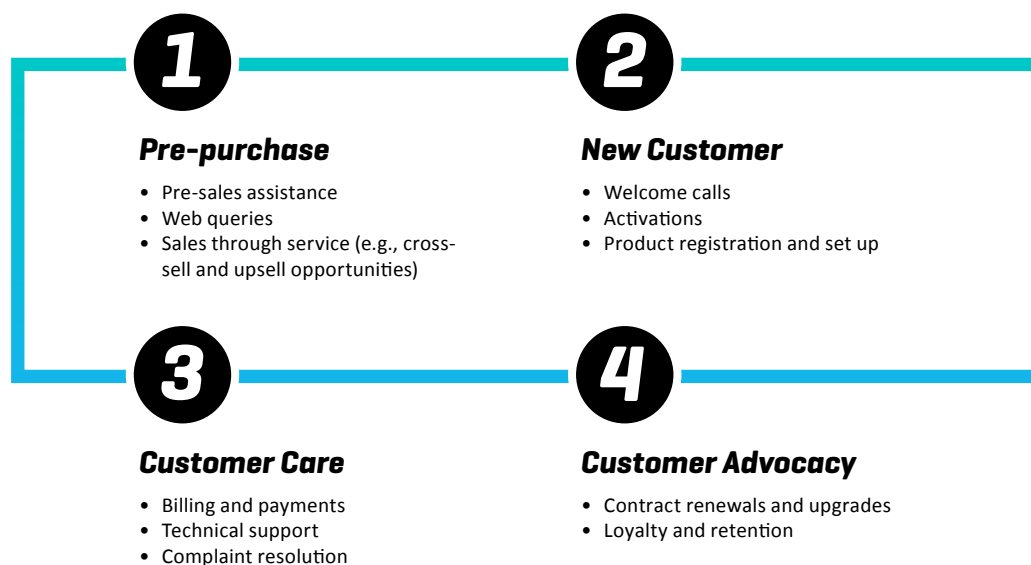 1
Pre-purchase
• Pre-sales assistance
• Web queries
• Sales through service (e.g., cross-
sell and upsell opportunities)
2
New Customer
• Welcome calls
• Activations
• Product registration and set up
3
Customer Care
• Billing and payments
• Technical support
• Complaint resolution
4
Customer Advocacy
• Contract renewals and upgrades
• Loyalty and retention